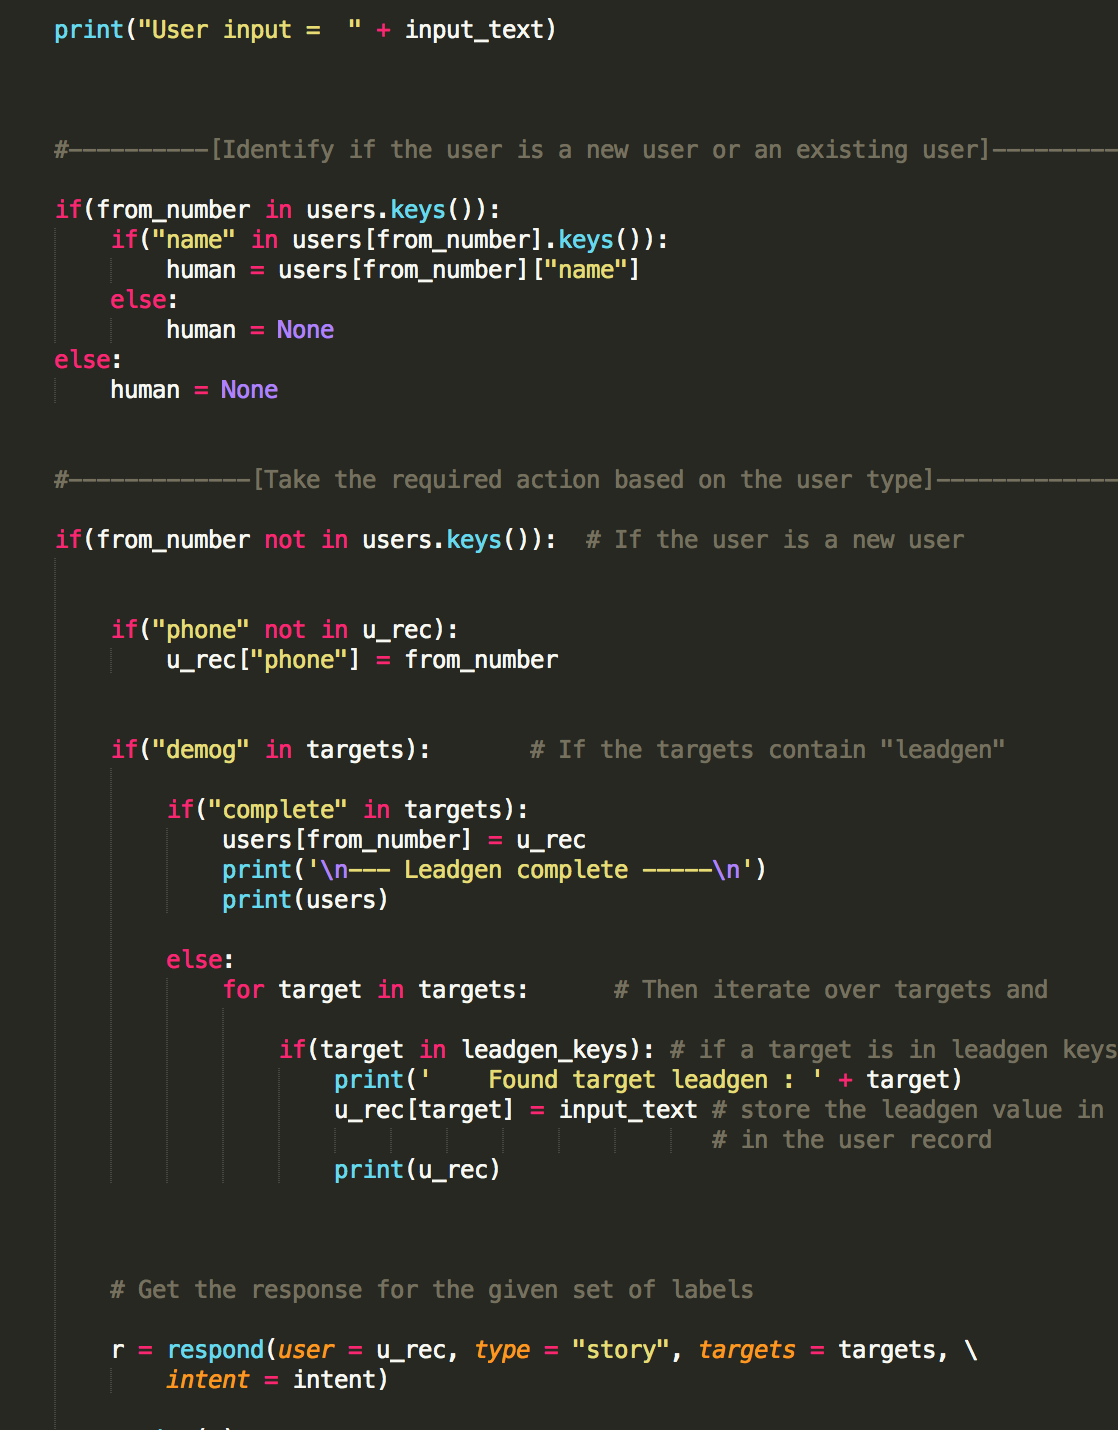 print("User input =  " + input_text)
#----------[Identify if the user is a new user or an existing user]---------
if(from_number in users.keys()):
if("name" in users[from_number].keys()):
human = users[from_number]["name"]
else:
human = None
else:
human = None
#-------------[Take the required action based on the user type]-------------
if(from_number not in users.keys()):  # If the user is a new user
if("phone" not in u_rec):
u_rec["phone"] = from_number
if("demog" in targets):       # If the targets contain "leadgen"
if("complete" in targets):
users[from_number] = u_rec
print('\n--- Leadgen complete -----\n')
print(users)
else:
for target in targets:      # Then iterate over targets and
if(target in leadgen_keys): # if a target is in leadgen keys
print('    Found target leadgen : ' + target)
u_rec[target] = input_text # store the leadgen value in
# in the user record
print(u_rec)
# Get the response for the given set of labels
r = respond(user = u_rec, type = "story", targets = targets, \
intent = intent)